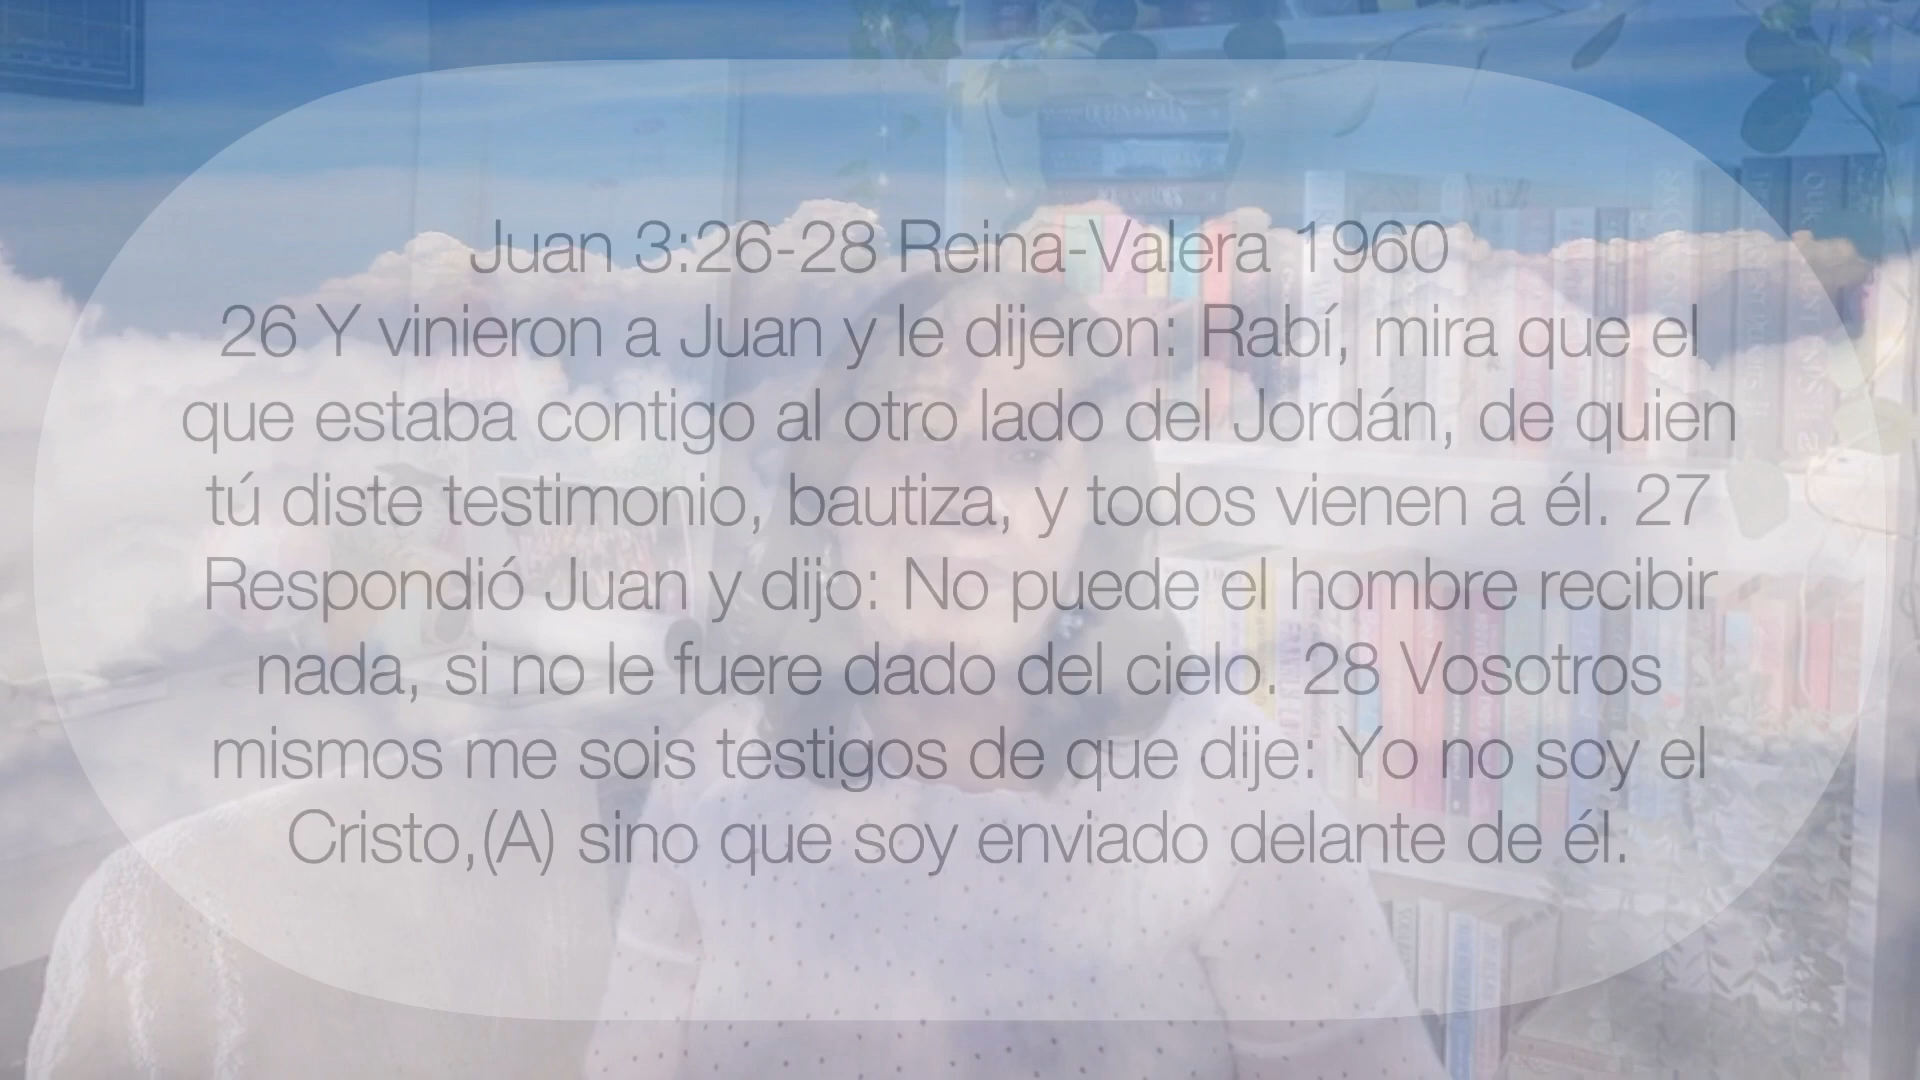 Juan 3:26-28 Reina-Valera 1960
26 Y vinieron a Juan y le dijeron: Rabí, mira que el
que estaba contigo al otro lado del Jordán, de quien
tú diste testimonio, bautiza, y todos vienen a él. 27
Respondió Juan y dijo: No puede el hombre recibir
nada, si no le fuere dado del cielo. 28 Vosotros
mismos me sois testigos de que dije: Yo no soy el
Cristo,(A) sino que soy enviado delante de él.